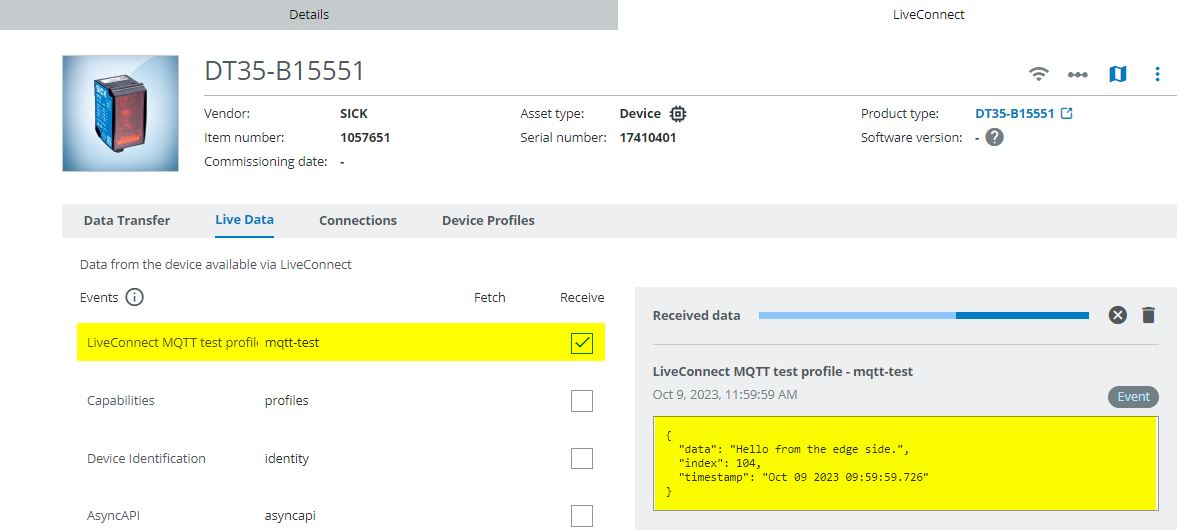 Details
LiveConnect
SICK
DT35-B15551
Vendor: SICK
Item number: 1057651
Commissioning date: -
Asset type: Device
Serial number: 17410401
Product type: DT35-B15551
Software version: - ?
Data Transfer
Live Data
Connections
Device Profiles
Data from the device available via LiveConnect
Events Fetch Receive
LiveConnect MQTT test profil mqtt-test
Capabilities profiles
Device Identification identity
AsyncAPI asyncapi
Received data
LiveConnect MQTT test profile - mqtt-test
Oct 9, 2023, 11:59:59 AM
Event
{
"data": "Hello from the edge side.",
"index": 104,
"timestamp": "Oct 09 2023 09:59:59.726"
}